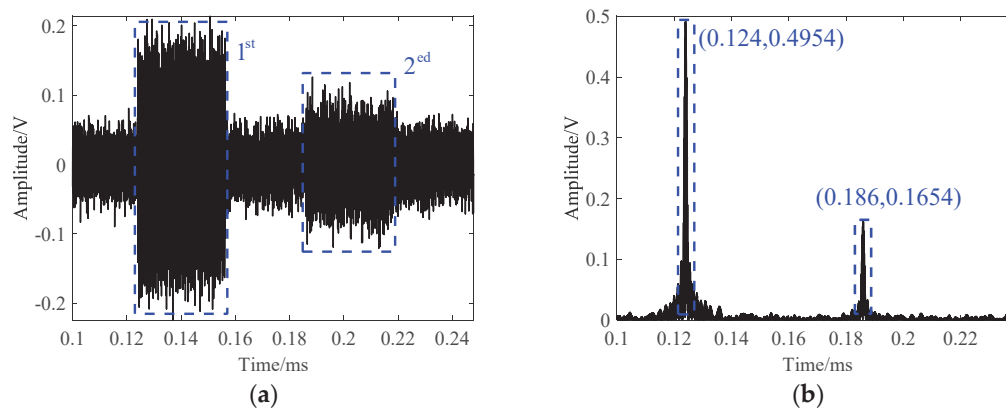 0.2
0.1
0
-0.1
-0.2
Amplitude/V
1st
2ed
0.1 0.12 0.14 0.16 0.18 0.2 0.22 0.24
Time/ms
(a)
0.5
0.4
0.3
0.2
0.1
0
Amplitude/V
(0.124,0.4954)
(0.186,0.1654)
0.1 0.12 0.14 0.16 0.18 0.2 0.22
Time/ms
(b)